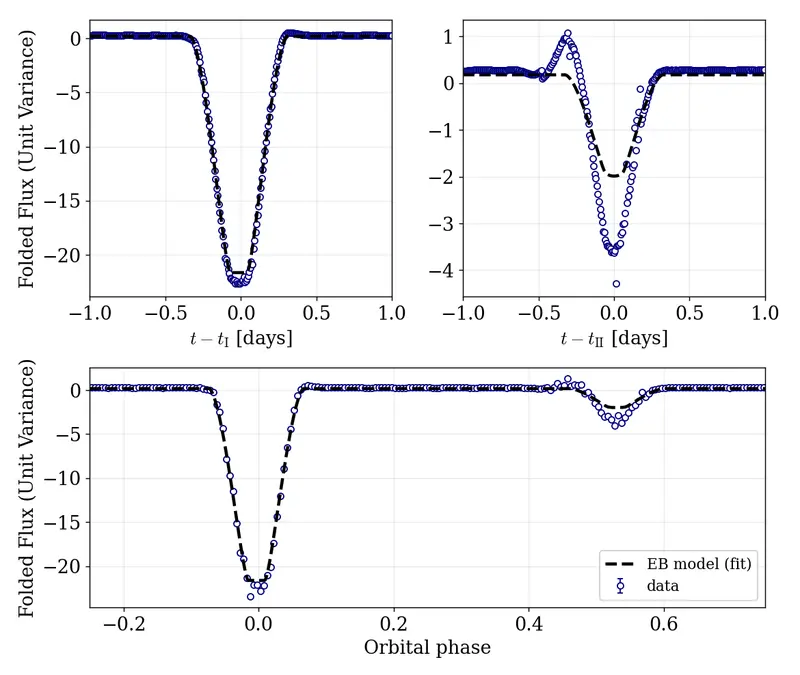 Folded Flux (Unit Variance)
0
−5
−10
−15
−20
−1.0 −0.5 0.0 0.5 1.0
t − t_I [days]
1
0
−1
−2
−3
−4
−1.0 −0.5 0.0 0.5 1.0
t − t_II [days]
Folded Flux (Unit Variance)
0
−5
−10
−15
−20
−0.2 0.0 0.2 0.4 0.6
Orbital phase
EB model (fit)
data